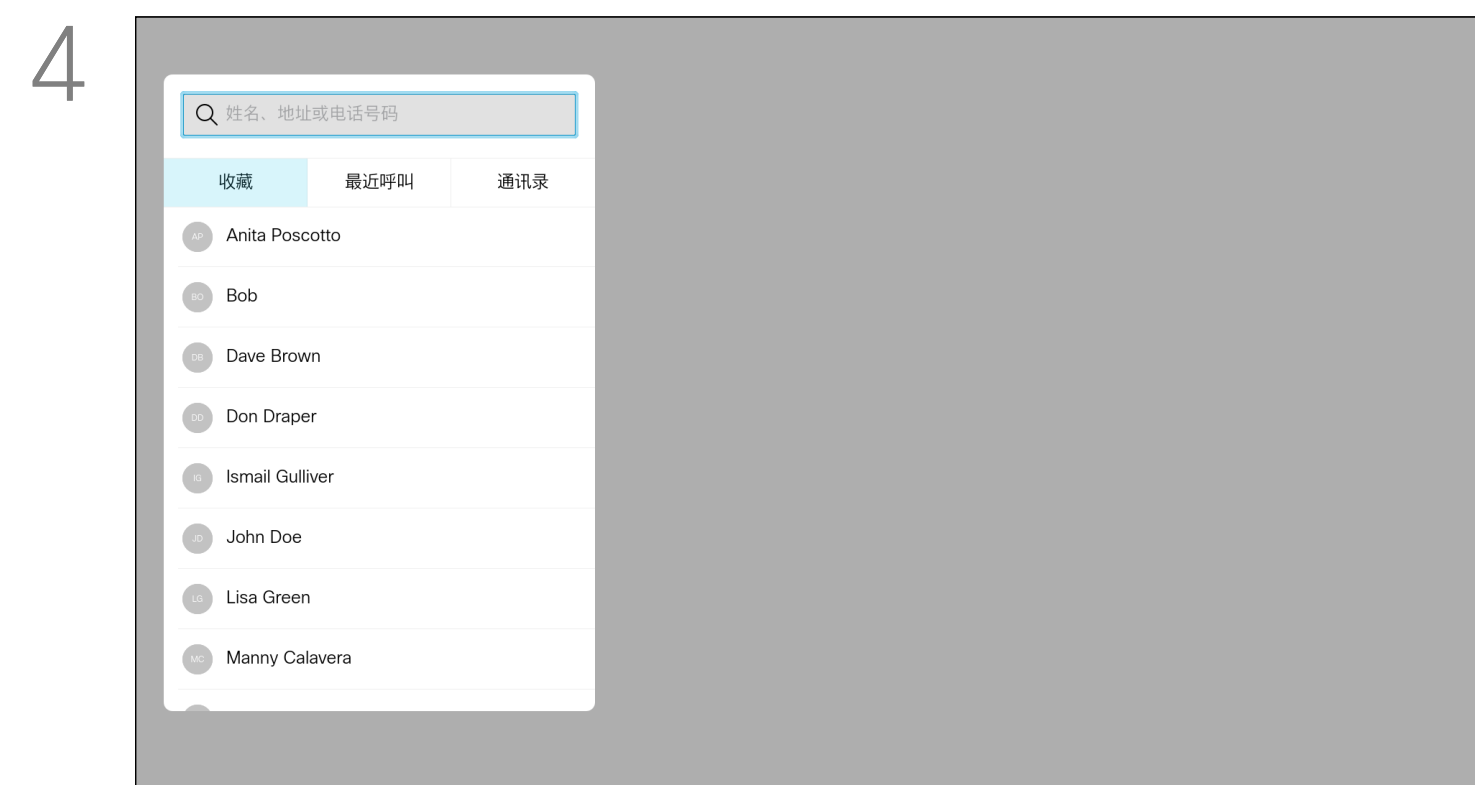 4
姓名、地址或电话号码
收藏 最近呼叫 通讯录
AP Anita Poscotto
BO Bob
DB Dave Brown
DD Don Draper
IG Ismail Gulliver
JD John Doe
LG Lisa Green
MC Manny Calavera